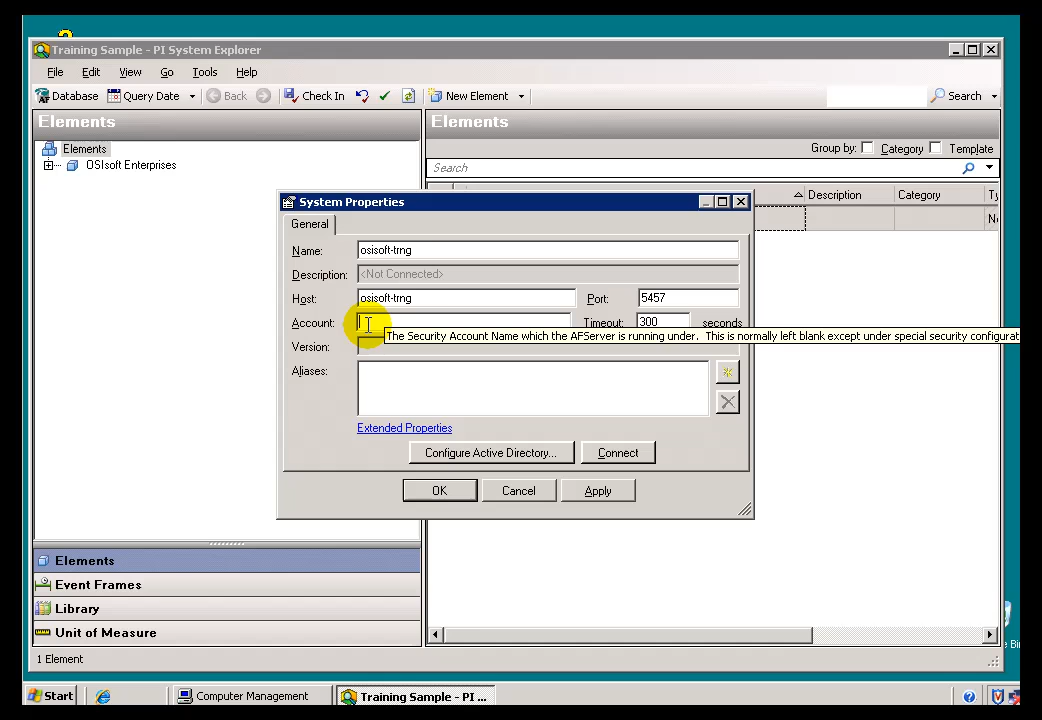 Training Sample - PI System Explorer
File Edit View Go Tools Help
Database Query Date Back Check In New Element Search
Elements
Elements
Group by: Category Template
Elements
OSIsoft Enterprises
Search
Description Category
System Properties
General
Name: osisoft-trng
Description: <Not Connected>
Host: osisoft-trng Port: 5457
Account: Timeout: 300 seconds
The Security Account Name which the AFServer is running under. This is normally left blank except under special security configurat
Version:
Aliases:
Extended Properties
Configure Active Directory... Connect
OK Cancel Apply
Elements
Event Frames
Library
Unit of Measure
1 Element
Start Computer Management Training Sample - PI ...